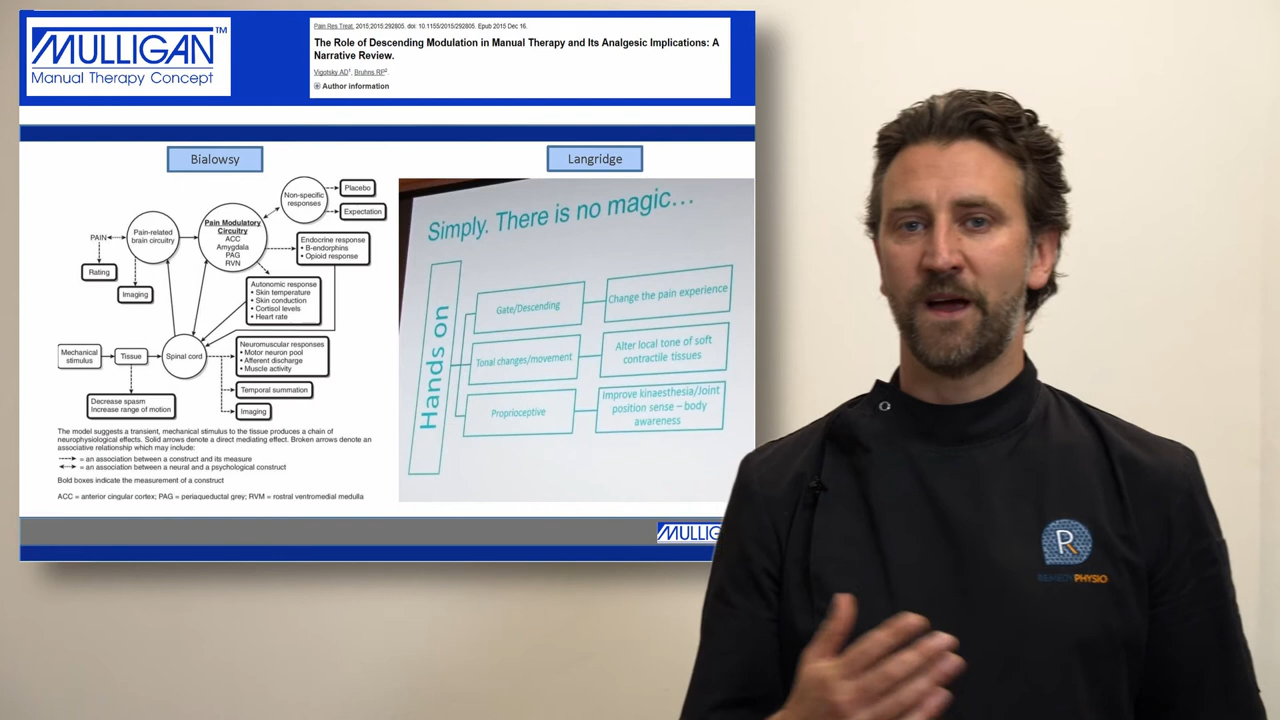 MULLIGAN™
Manual Therapy Concept
Pain Res Treat. 2015;2015:292805. doi: 10.1155/2015/292805. Epub 2015 Dec 16.
The Role of Descending Modulation in Manual Therapy and Its Analgesic Implications: A
Narrative Review.
Vigotsky AD1, Bruhns RP2.
Author information
Bialowsy
Langridge
Non-specific
responses
Placebo
Expectation
PAIN
Pain-related
brain circuitry
Pain Modulatory
Circuitry
ACC
Amygdala
PAG
RVN
Endocrine response
• B-endorphins
• Opioid response
Rating
Imaging
Autonomic response
• Skin temperature
• Skin conduction
• Cortisol levels
• Heart rate
Mechanical
stimulus
Tissue
Spinal cord
Neuromuscular responses
• Motor neuron pool
• Afferent discharge
• Muscle activity
Temporal summation
Imaging
Decrease spasm
Increase range of motion
The model suggests a transient, mechanical stimulus to the tissue produces a chain of
neurophysiological effects. Solid arrows denote a direct mediating effect. Broken arrows denote an
associative relationship which may include:
= an association between a construct and its measure
= an association between a neural and a psychological construct
Bold boxes indicate the measurement of a construct
ACC = anterior cingular cortex; PAG = periaqueductal grey; RVM = rostral ventromedial medulla
Simply. There is no magic...
Hands on
Gate/Descending
Change the pain experience
Tonal changes/movement
Alter local tone of soft
contractile tissues
Proprioceptive
Improve kinaesthesia/Joint
position sense – body
awareness
MULLIG
R
REMEDY PHYSIO